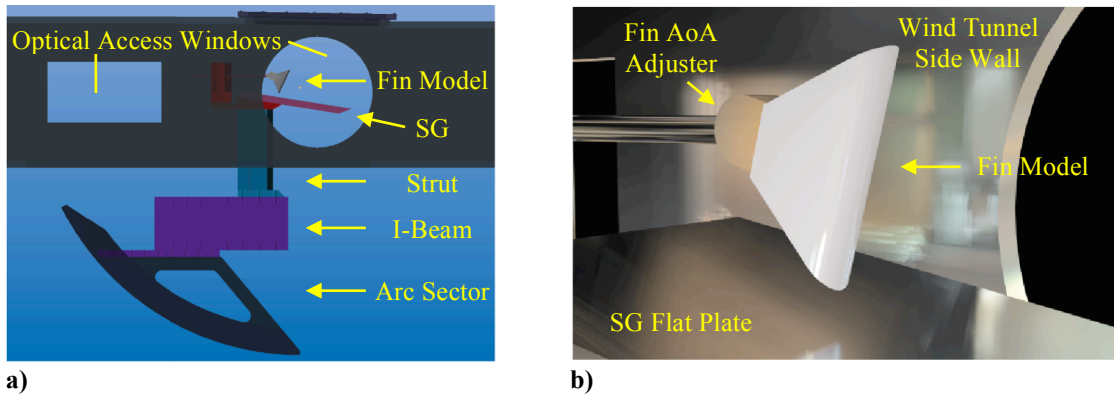 Optical Access Windows
Fin Model
SG
Strut
I-Beam
Arc Sector
a)
Fin AoA
Adjuster
Wind Tunnel
Side Wall
Fin Model
SG Flat Plate
b)